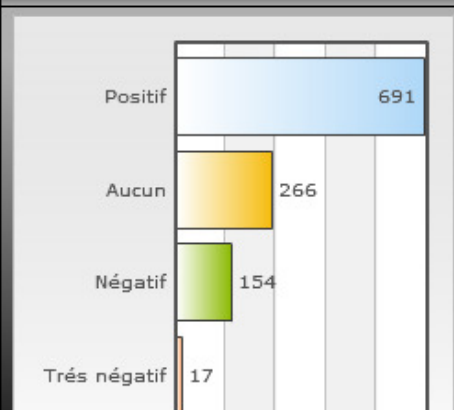 Positif 691
Aucun 266
Négatif 154
Trés négatif 17